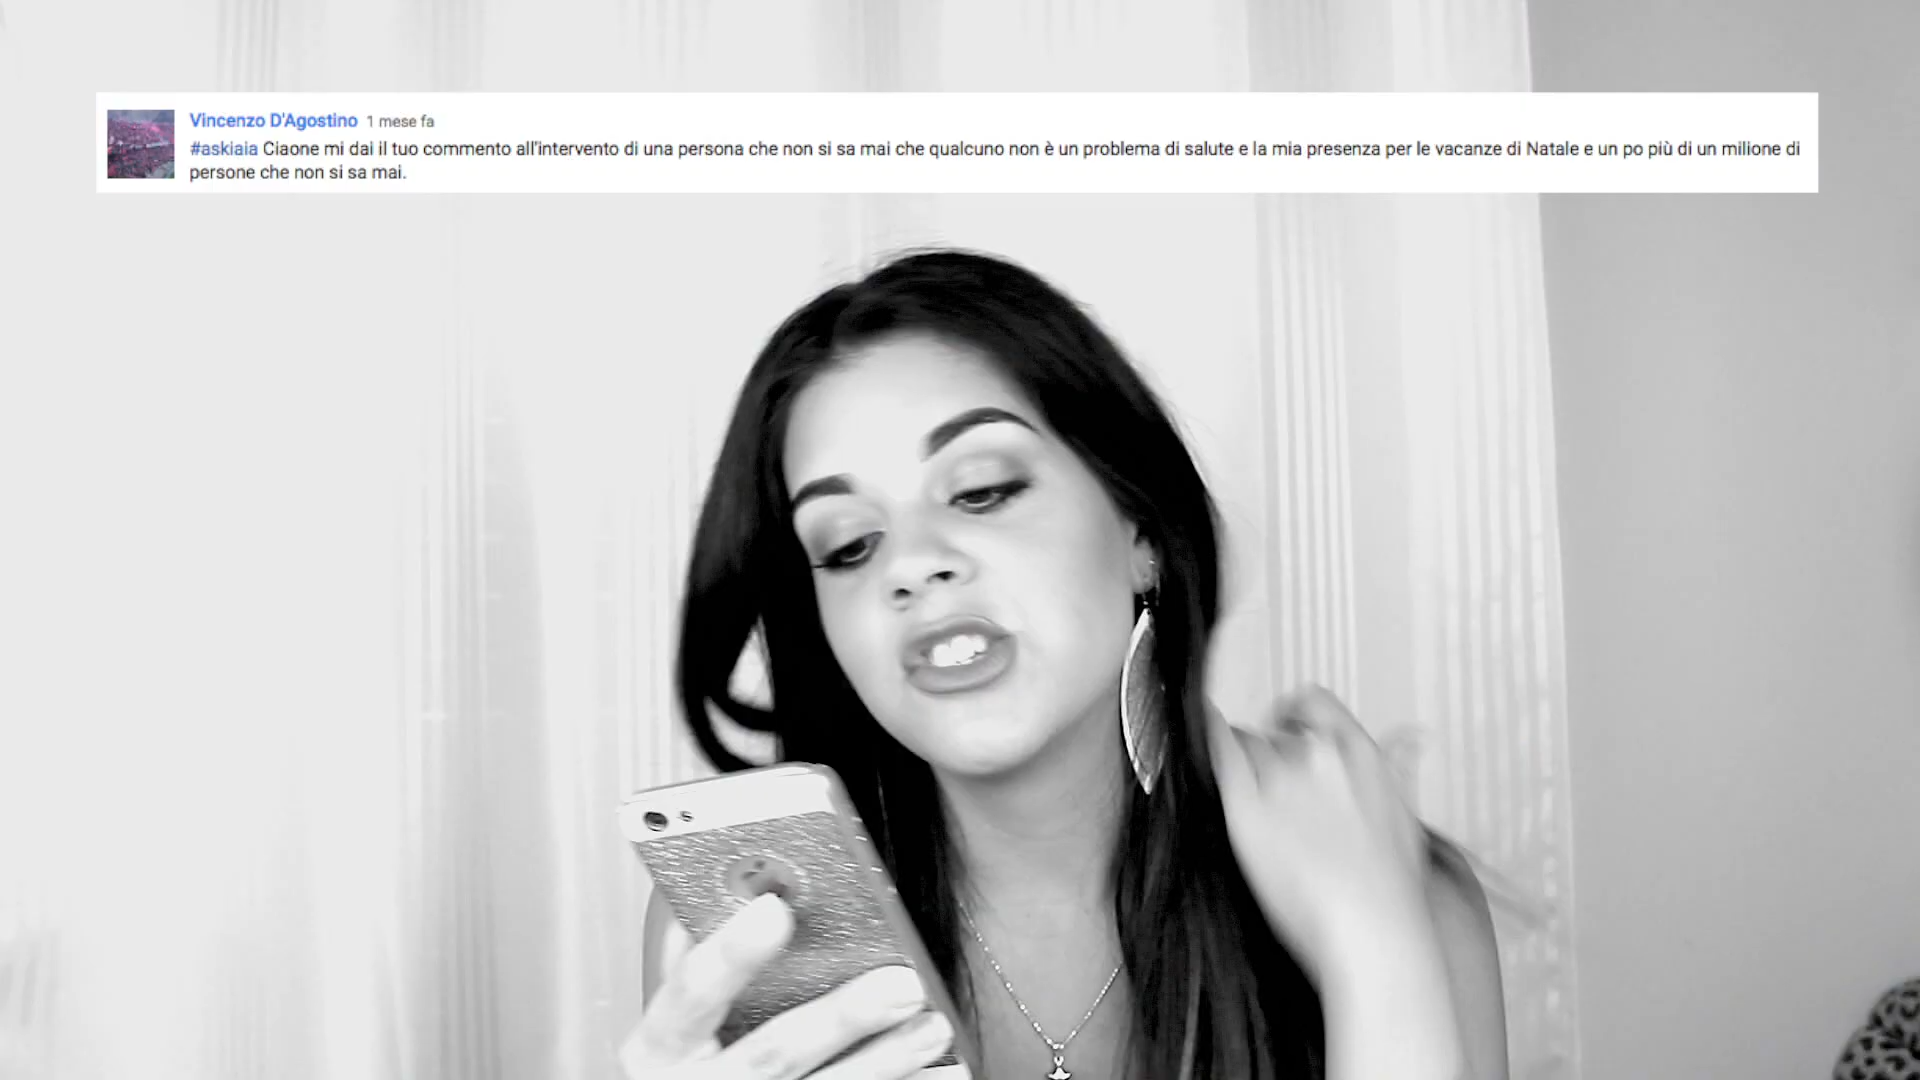 Vincenzo D'Agostino 1 mese fa
#askiaia Ciaone mi dai il tuo commento all'intervento di una persona che non si sa mai che qualcuno non è un problema di salute e la mia presenza per le vacanze di Natale e un po più di un milione di
persone che non si sa mai.